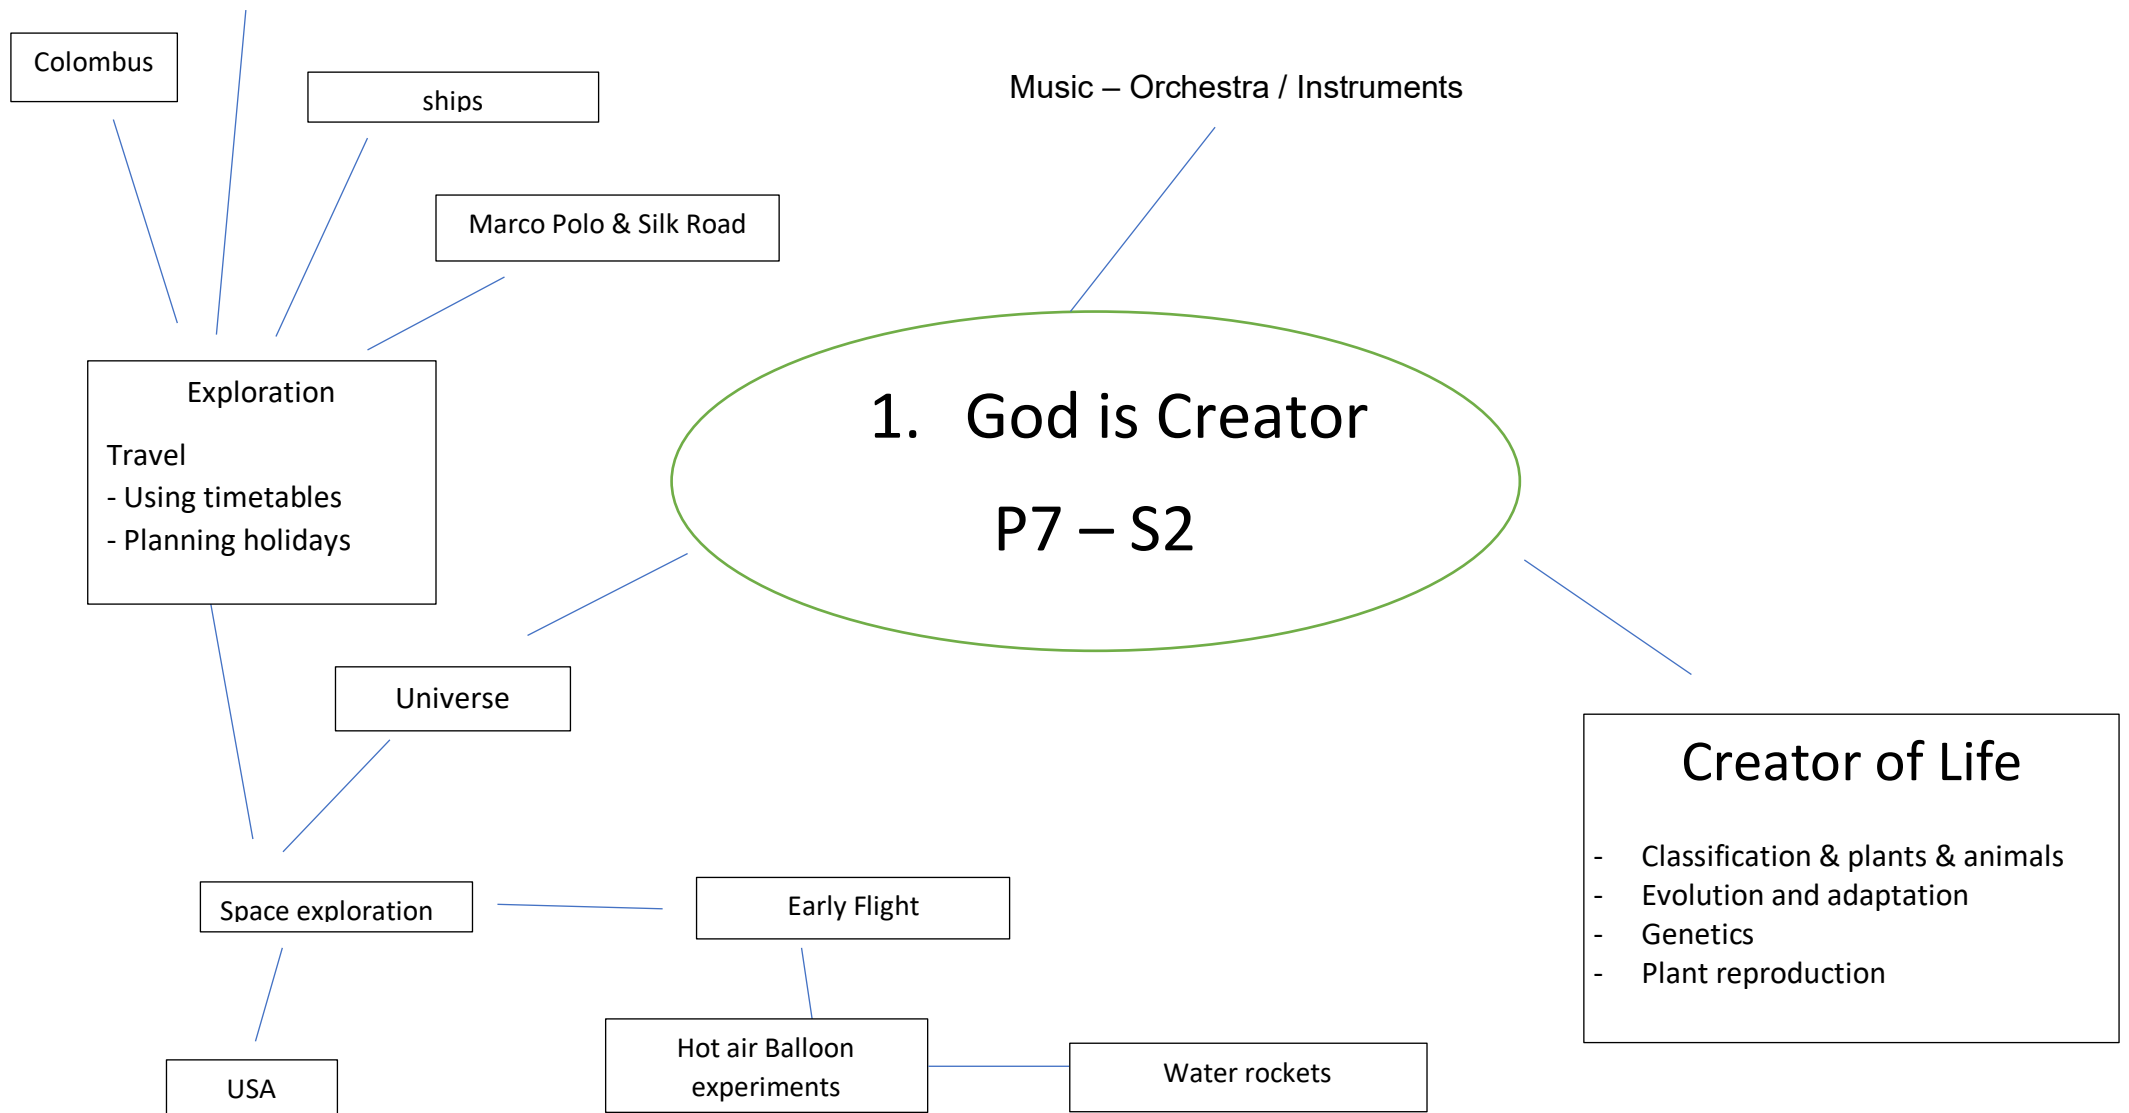 Colombus
ships
Music – Orchestra / Instruments
Marco Polo & Silk Road
Exploration
Travel
- Using timetables
- Planning holidays
1. God is Creator
P7 – S2
Universe
Creator of Life
- Classification & plants & animals
- Evolution and adaptation
- Genetics
- Plant reproduction
Space exploration
Early Flight
Hot air Balloon
experiments
Water rockets
USA